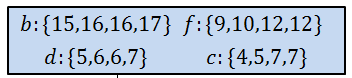 b:{15,16,16,17} f:{9,10,12,12}
d:{5,6,6,7} c:{4,5,7,7}